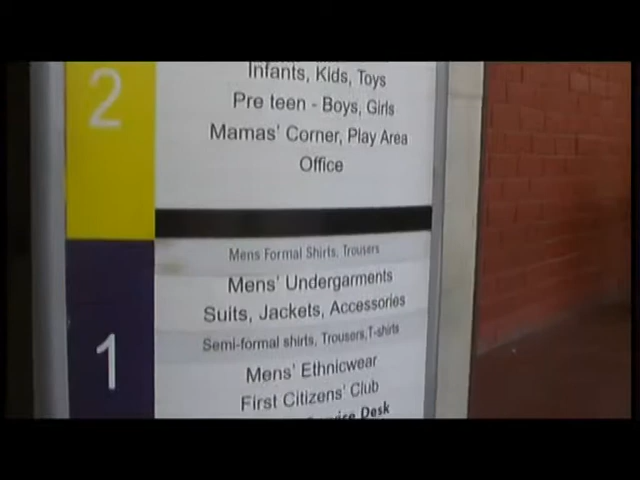 2
Infants, Kids, Toys
Pre teen - Boys, Girls
Mamas' Corner, Play Area
Office
1
Mens Formal Shirts, Trousers
Mens' Undergarments
Suits, Jackets, Accessories
Semi-formal shirts, Trousers,T-shirts
Mens' Ethnicwear
First Citizens' Club
Desk